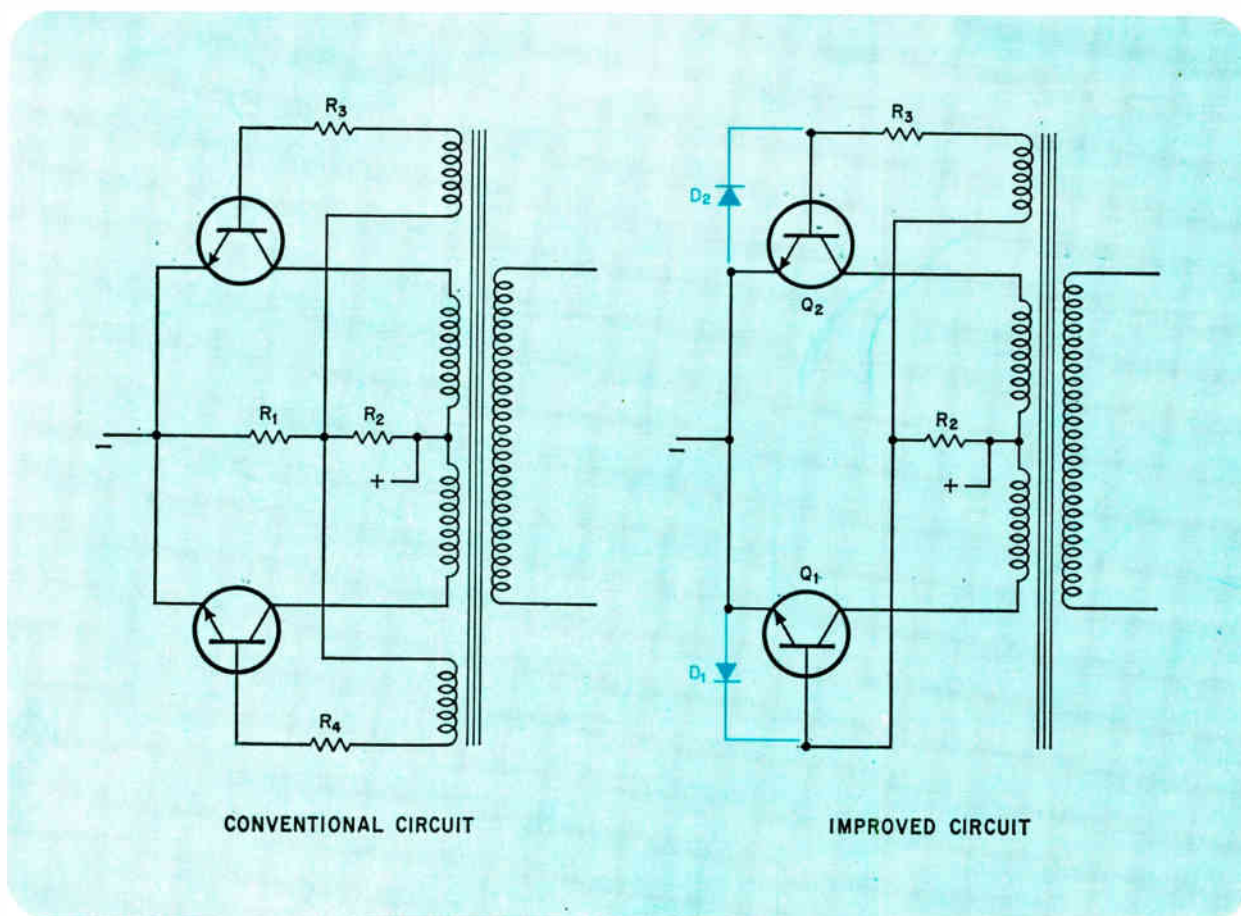 R3
R3
D2
Q2
R1
R2
R2
−
+
−
+
Q1
D1
R4
CONVENTIONAL CIRCUIT
IMPROVED CIRCUIT